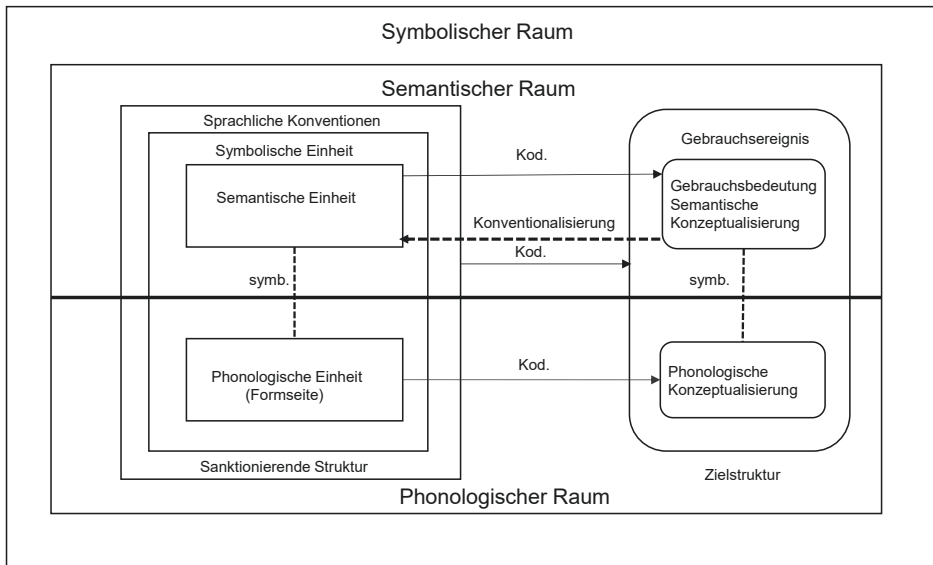 Symbolischer Raum
Semantischer Raum
Sprachliche Konventionen
Symbolische Einheit
Semantische Einheit
Kod.
Gebrauchsereignis
Gebrauchsbedeutung
Semantische
Konzeptualisierung
Konventionalisierung
Kod.
symb.
symb.
Phonologische Einheit
(Formseite)
Kod.
Phonologische
Konzeptualisierung
Sanktionierende Struktur
Zielstruktur
Phonologischer Raum